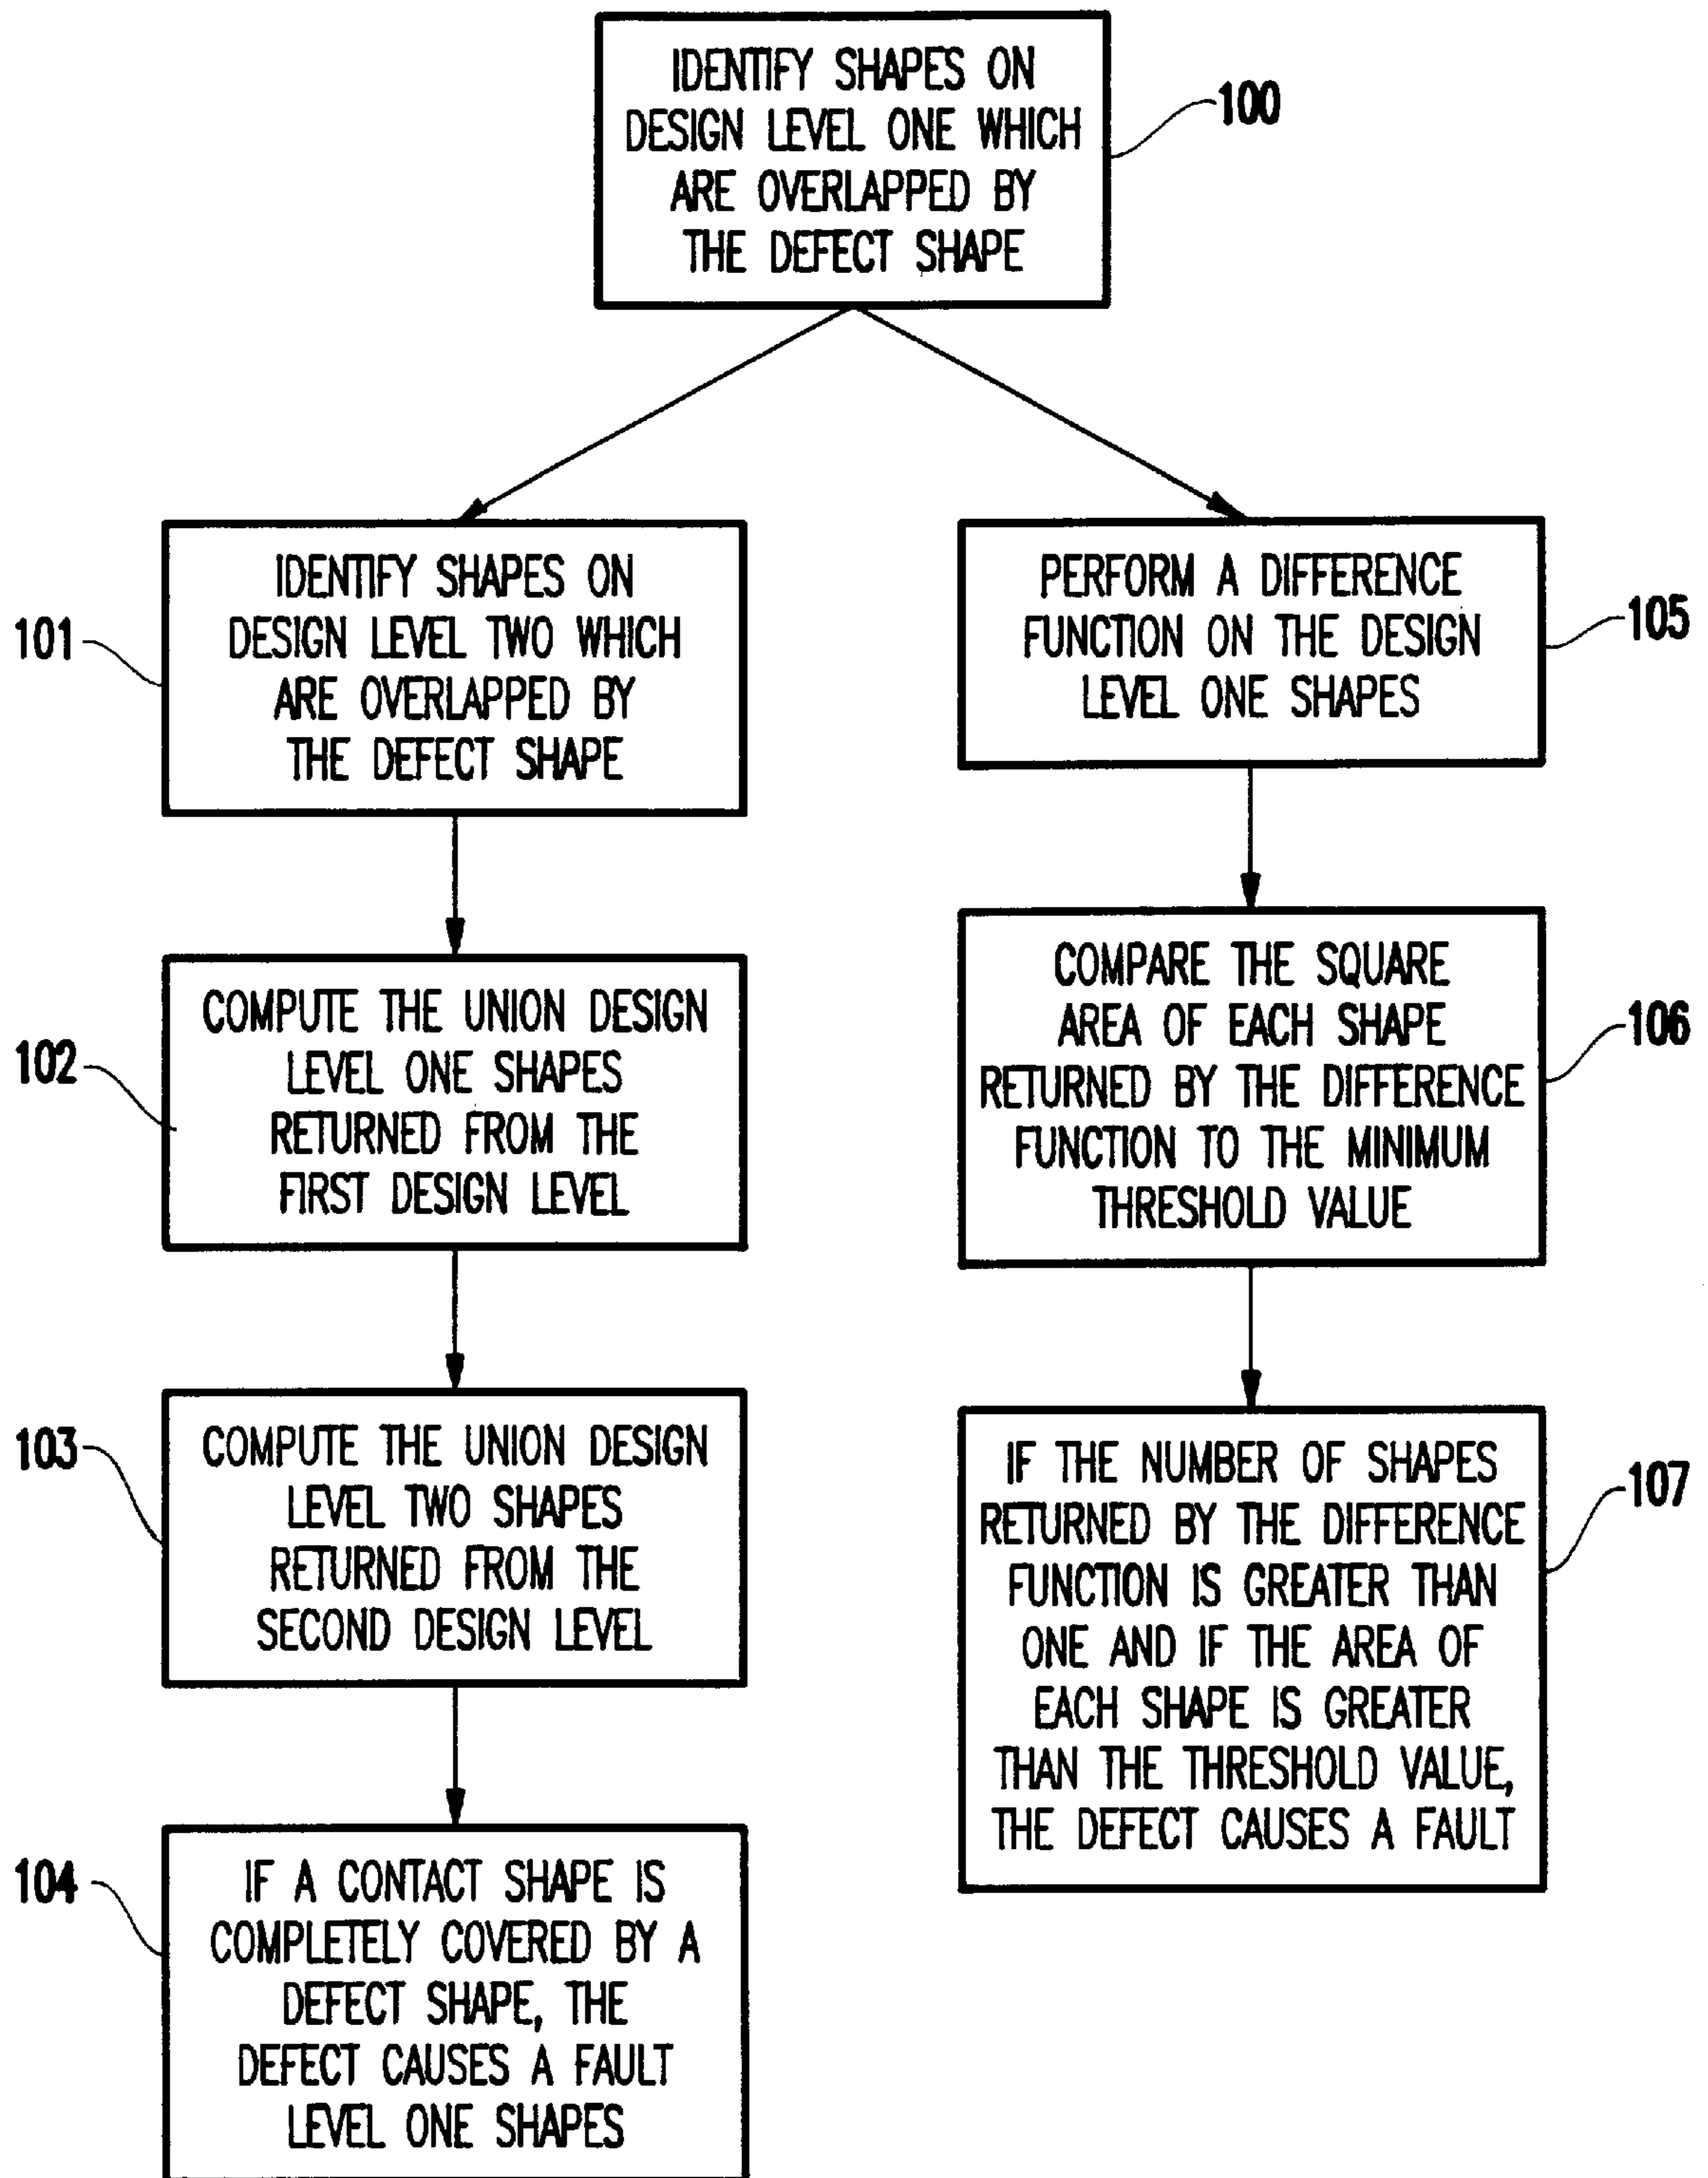 IDENTIFY SHAPES ON
DESIGN LEVEL ONE WHICH
ARE OVERLAPPED BY
THE DEFECT SHAPE
100
101
IDENTIFY SHAPES ON
DESIGN LEVEL TWO WHICH
ARE OVERLAPPED BY
THE DEFECT SHAPE
102
COMPUTE THE UNION DESIGN
LEVEL ONE SHAPES
RETURNED FROM THE
FIRST DESIGN LEVEL
103
COMPUTE THE UNION DESIGN
LEVEL TWO SHAPES
RETURNED FROM THE
SECOND DESIGN LEVEL
104
IF A CONTACT SHAPE IS
COMPLETELY COVERED BY A
DEFECT SHAPE, THE
DEFECT CAUSES A FAULT
LEVEL ONE SHAPES
PERFORM A DIFFERENCE
FUNCTION ON THE DESIGN
LEVEL ONE SHAPES
105
COMPARE THE SQUARE
AREA OF EACH SHAPE
RETURNED BY THE DIFFERENCE
FUNCTION TO THE MINIMUM
THRESHOLD VALUE
106
IF THE NUMBER OF SHAPES
RETURNED BY THE DIFFERENCE
FUNCTION IS GREATER THAN
ONE AND IF THE AREA OF
EACH SHAPE IS GREATER
THAN THE THRESHOLD VALUE,
THE DEFECT CAUSES A FAULT
107